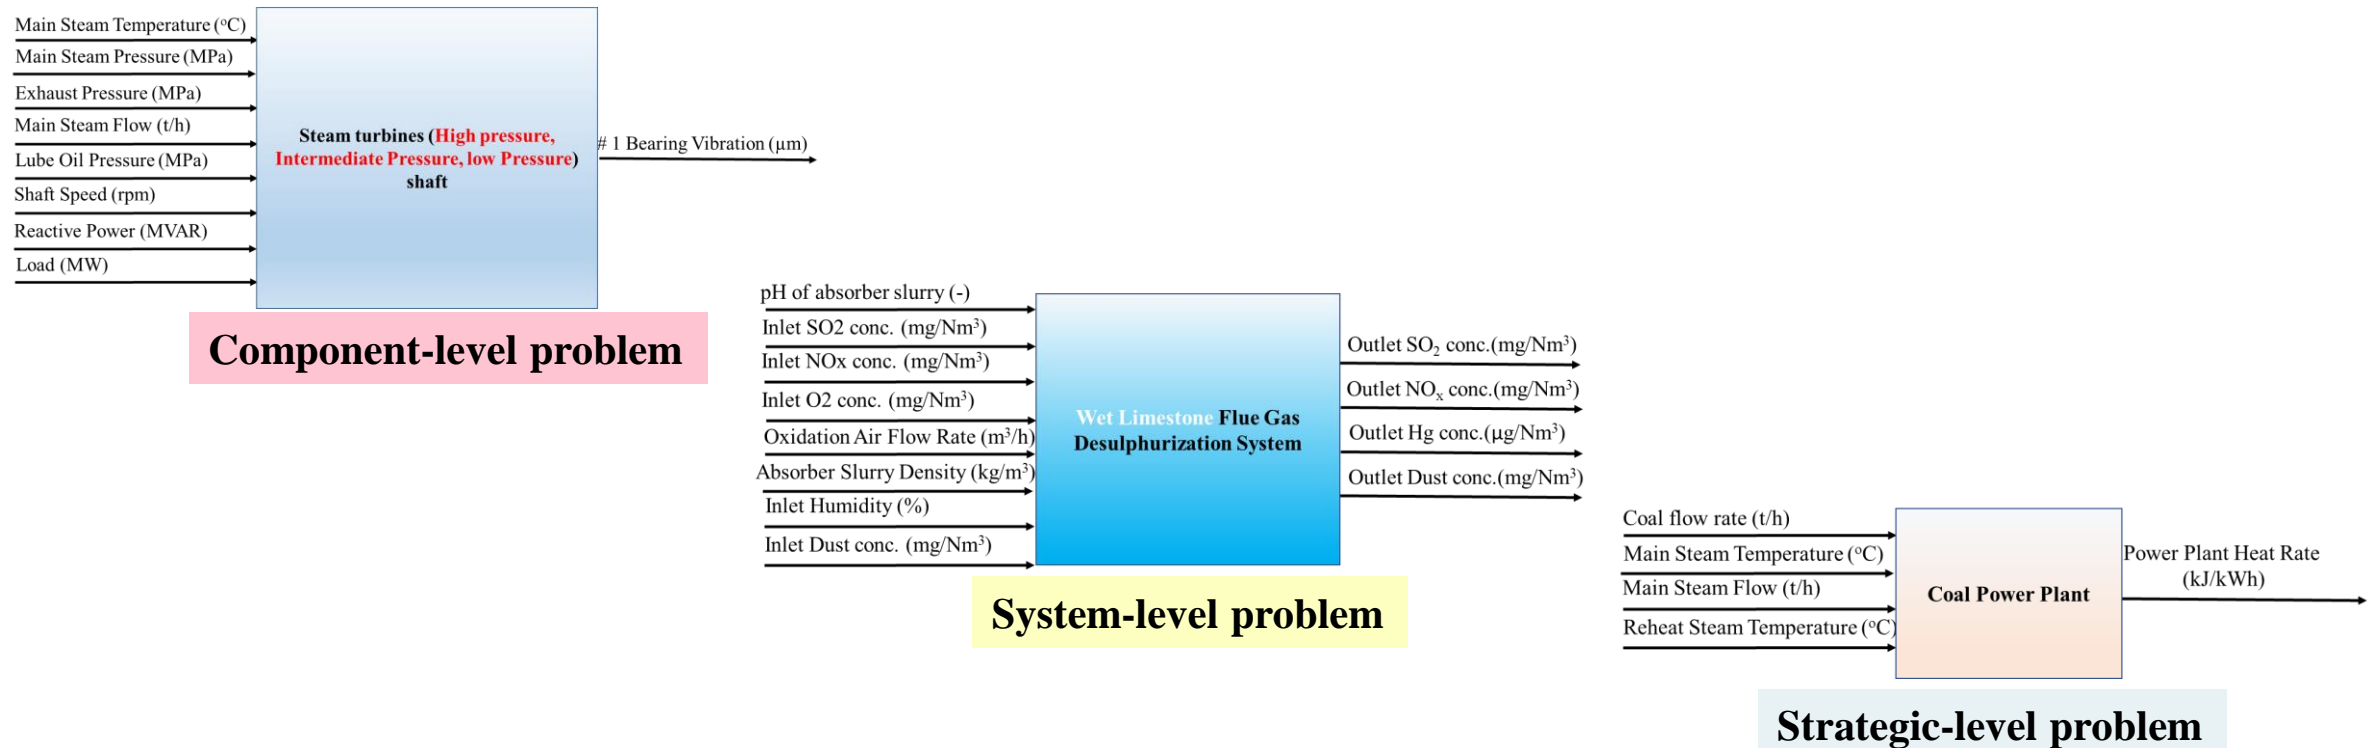 Main Steam Temperature (ᵒC)
Main Steam Pressure (MPa)
Exhaust Pressure (MPa)
Main Steam Flow (t/h)
Lube Oil Pressure (MPa)
Shaft Speed (rpm)
Reactive Power (MVAR)
Load (MW)
Steam turbines (High pressure,
Intermediate Pressure, low Pressure)
shaft
# 1 Bearing Vibration (µm)
Component-level problem
pH of absorber slurry (-)
Inlet SO2 conc. (mg/Nm³)
Inlet NOx conc. (mg/Nm³)
Inlet O2 conc. (mg/Nm³)
Oxidation Air Flow Rate (m³/h)
Absorber Slurry Density (kg/m³)
Inlet Humidity (%)
Inlet Dust conc. (mg/Nm³)
Wet Limestone Flue Gas
Desulphurization System
Outlet SO₂ conc.(mg/Nm³)
Outlet NOₓ conc.(mg/Nm³)
Outlet Hg conc.(µg/Nm³)
Outlet Dust conc.(mg/Nm³)
System-level problem
Coal flow rate (t/h)
Main Steam Temperature (ᵒC)
Main Steam Flow (t/h)
Reheat Steam Temperature (ᵒC)
Coal Power Plant
Power Plant Heat Rate
(kJ/kWh)
Strategic-level problem